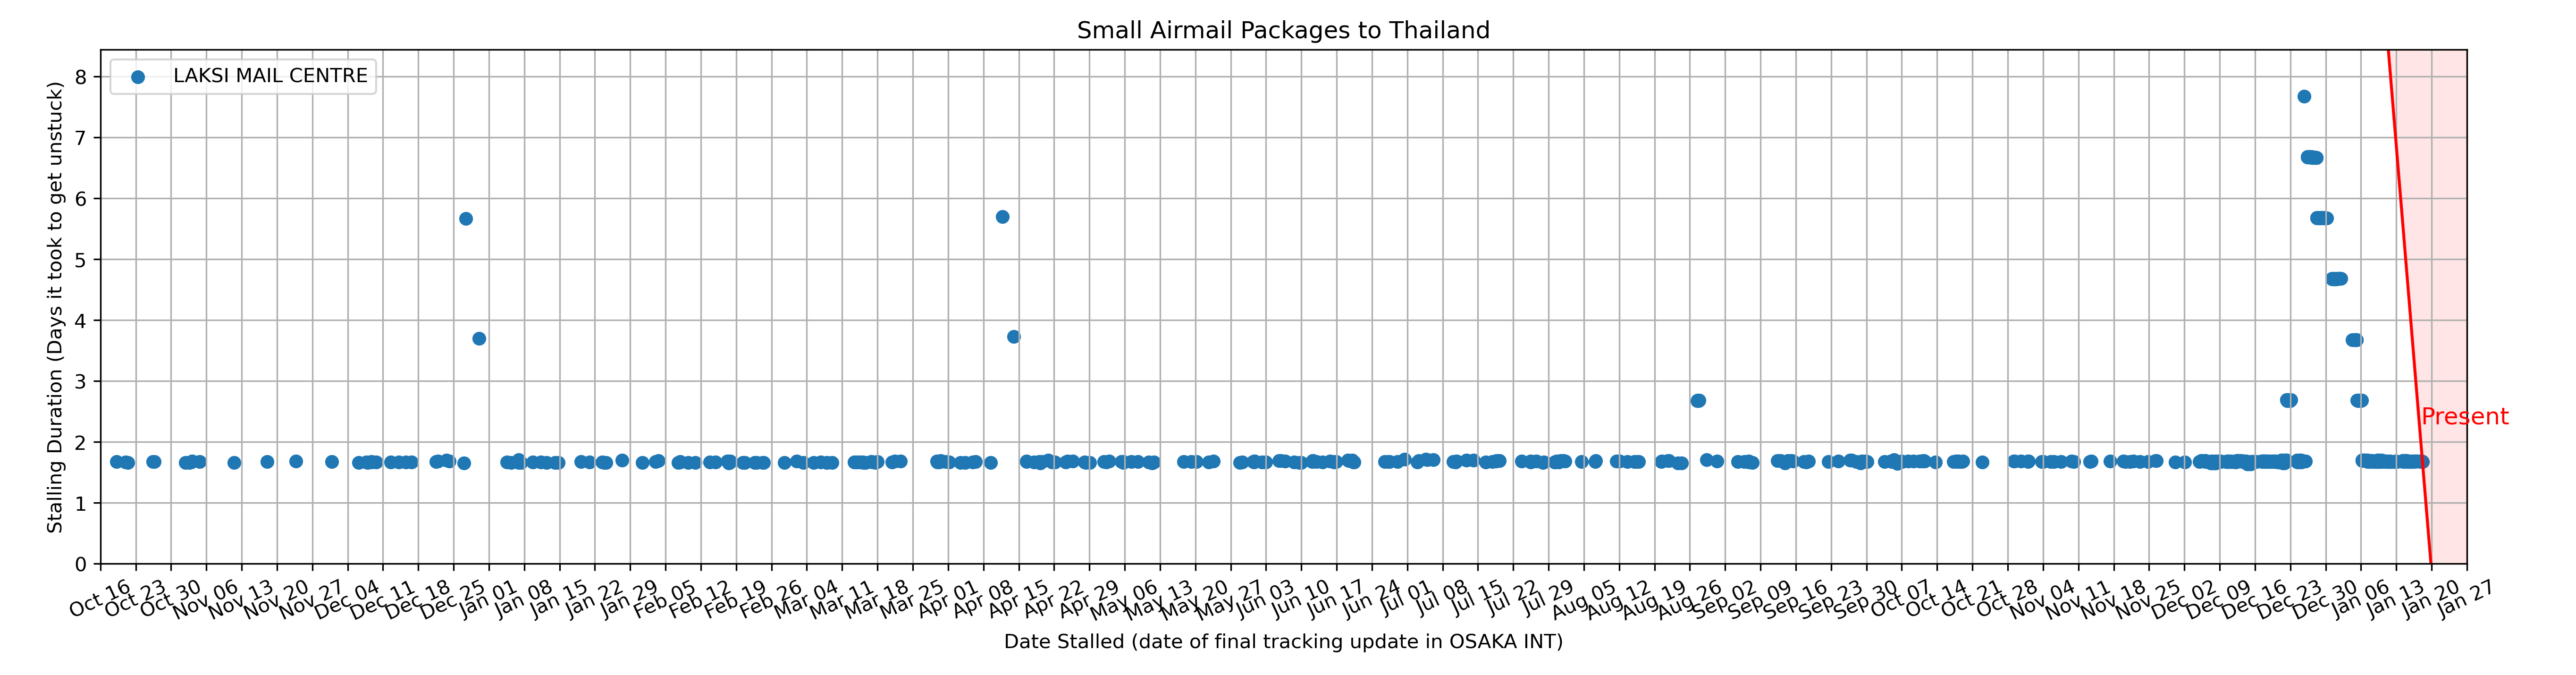 Small Airmail Packages to Thailand
LAKSI MAIL CENTRE
Stalling Duration (Days it took to get unstuck)
8
7
6
5
4
3
2
1
0
Present
Oct 16 Oct 23 Oct 30 Nov 06 Nov 13 Nov 20 Nov 27 Dec 04 Dec 11 Dec 18 Dec 25 Jan 01 Jan 08 Jan 15 Jan 22 Jan 29 Feb 05 Feb 12 Feb 19 Feb 26 Mar 04 Mar 11 Mar 18 Mar 25 Apr 01 Apr 08 Apr 15 Apr 22 Apr 29 May 06 May 13 May 20 May 27 Jun 03 Jun 10 Jun 17 Jun 24 Jul 01 Jul 08 Jul 15 Jul 22 Jul 29 Aug 05 Aug 12 Aug 19 Aug 26 Sep 02 Sep 09 Sep 16 Sep 23 Sep 30 Oct 07 Oct 14 Oct 21 Oct 28 Nov 04 Nov 11 Nov 18 Nov 25 Dec 02 Dec 09 Dec 16 Dec 23 Dec 30 Jan 06 Jan 13 Jan 20 Jan 27
Date Stalled (date of final tracking update in OSAKA INT)